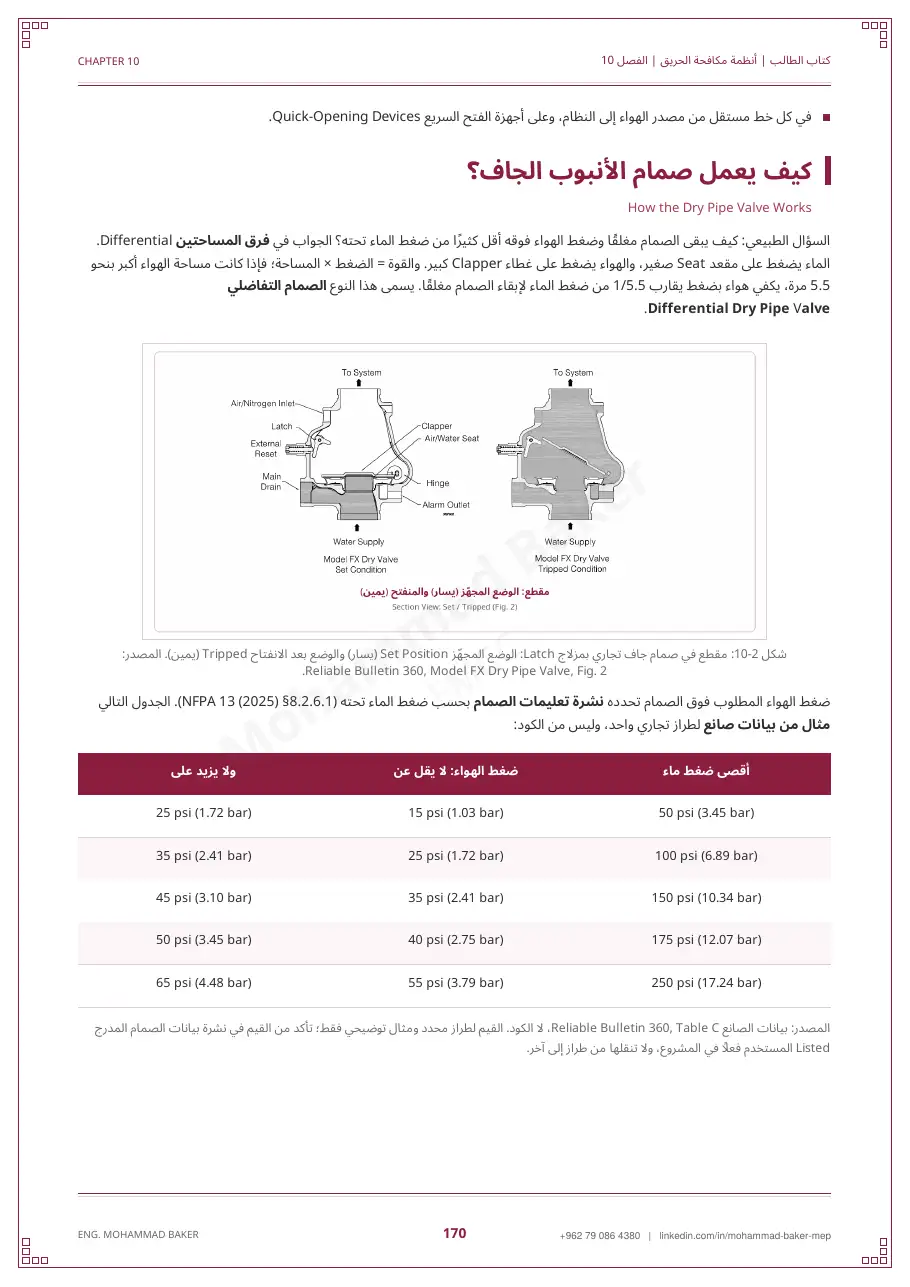 كتاب الطالب | أنظمة مكافحة الحريق | الفصل 10
CHAPTER 10
في كل خط مستقل من مصدر الهواء إلى النظام، وعلى أجهزة الفتح السريع Quick-Opening Devices.
كيف يعمل صمام الأنبوب الجاف؟
How the Dry Pipe Valve Works
السؤال الطبيعي: كيف يبقى الصمام مغلقًا وضغط الهواء فوقه أقل كثيرًا من ضغط الماء تحته؟ الجواب في فرق المساحتين Differential.
الماء يضغط على مقعد Seat صغير، والهواء يضغط على غطاء Clapper كبير. والقوة = الضغط × المساحة؛ فإذا كانت مساحة الهواء أكبر بنحو
5.5 مرة، يكفي هواء بضغط يقارب 1/5.5 من ضغط الماء لإبقاء الصمام مغلقًا. يسمى هذا النوع الصمام التفاضلي
Differential Dry Pipe Valve.
To System
Air/Nitrogen Inlet
Latch
External
Reset
Main
Drain
Clapper
Air/Water Seat
Hinge
Alarm Outlet
Water Supply
Model FX Dry Valve
Set Condition
To System
Water Supply
Model FX Dry Valve
Tripped Condition
مقطع: الوضع المجهّز (يسار) والمنفتح (يمين)
Section View: Set / Tripped (Fig. 2)
شكل 2-10: مقطع في صمام جاف تجاري بمزلاج Latch: الوضع المجهّز Set Position (يسار) والوضع بعد الانفتاح Tripped (يمين). المصدر:
Reliable Bulletin 360, Model FX Dry Pipe Valve, Fig. 2.
ضغط الهواء المطلوب فوق الصمام تحدده نشرة تعليمات الصمام بحسب ضغط الماء تحته (NFPA 13 (2025) §8.2.6.1). الجدول التالي
مثال من بيانات صانع لطراز تجاري واحد، وليس من الكود:
أقصى ضغط ماء ضغط الهواء: لا يقل عن ولا يزيد على
50 psi (3.45 bar) 15 psi (1.03 bar) 25 psi (1.72 bar)
100 psi (6.89 bar) 25 psi (1.72 bar) 35 psi (2.41 bar)
150 psi (10.34 bar) 35 psi (2.41 bar) 45 psi (3.10 bar)
175 psi (12.07 bar) 40 psi (2.75 bar) 50 psi (3.45 bar)
250 psi (17.24 bar) 55 psi (3.79 bar) 65 psi (4.48 bar)
المصدر: بيانات الصانع Reliable Bulletin 360, Table C، لا الكود. القيم لطراز محدد ومثال توضيحي فقط؛ تأكد من القيم في نشرة بيانات الصمام المدرج
Listed المستخدم فعلًا في المشروع، ولا تنقلها من طراز إلى آخر.
Mohammad Baker
ENG. MOHAMMAD BAKER
170
+962 79 086 4380 | linkedin.com/in/mohammad-baker-mep